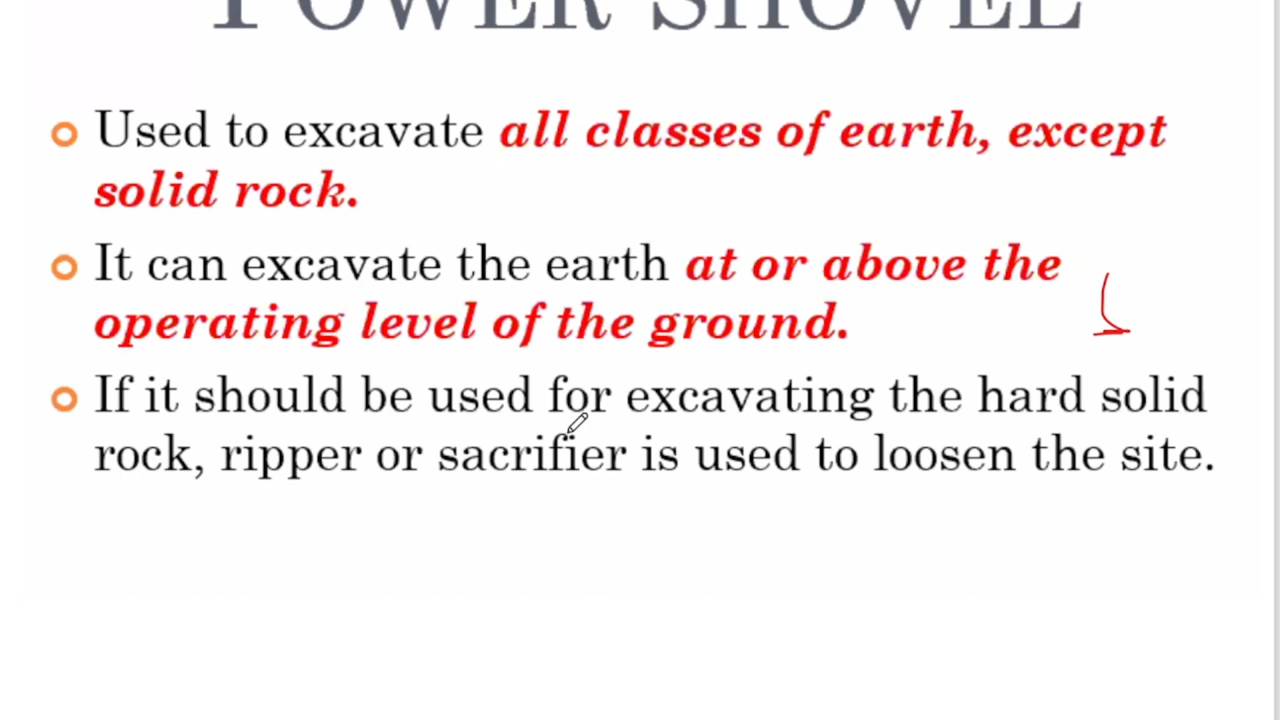 POWER SHOVEL
Used to excavate all classes of earth, except
solid rock.
It can excavate the earth at or above the
operating level of the ground.
If it should be used for excavating the hard solid
rock, ripper or sacrifier is used to loosen the site.